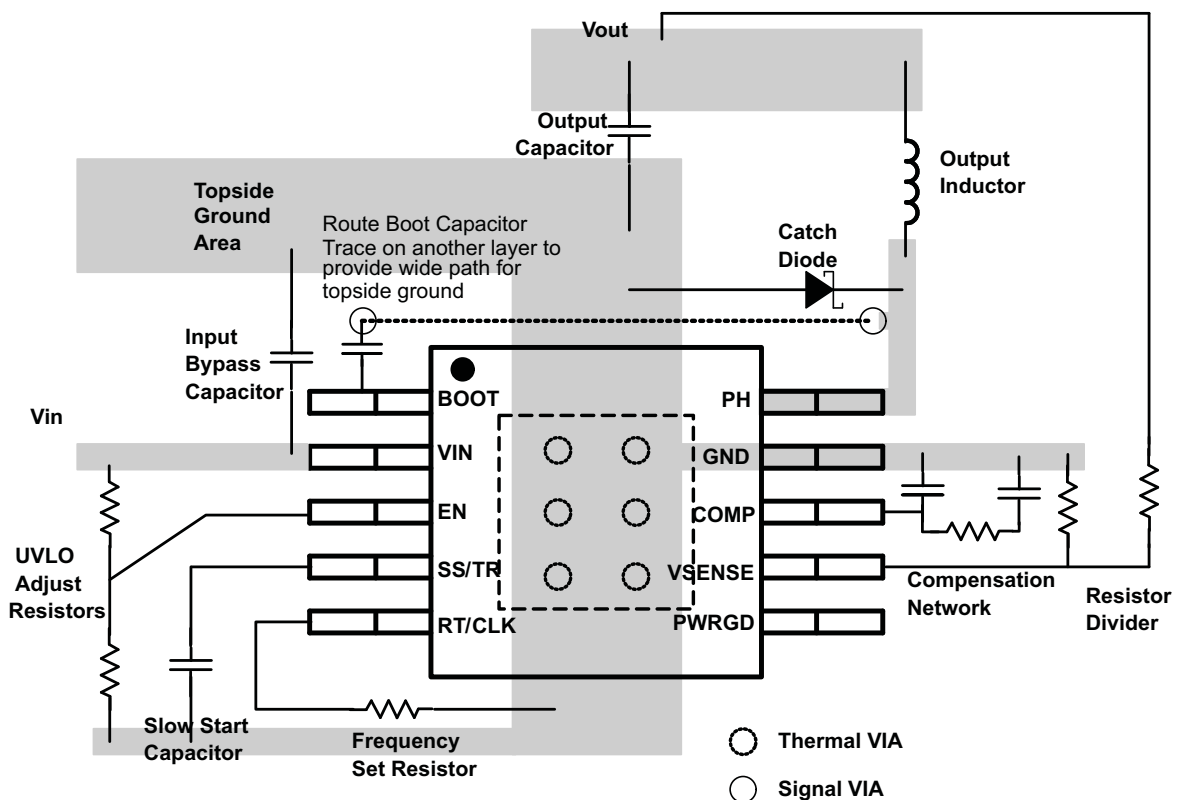 Vout
Output
Capacitor
Output
Inductor
Topside
Ground
Area
Route Boot Capacitor
Trace on another layer to
provide wide path for
topside ground
Catch
Diode
Input
Bypass
Capacitor
Vin
BOOT
VIN
EN
SS/TR
RT/CLK
PH
GND
COMP
VSENSE
PWRGD
UVLO
Adjust
Resistors
Compensation
Network
Resistor
Divider
Slow Start
Capacitor
Frequency
Set Resistor
Thermal VIA
Signal VIA